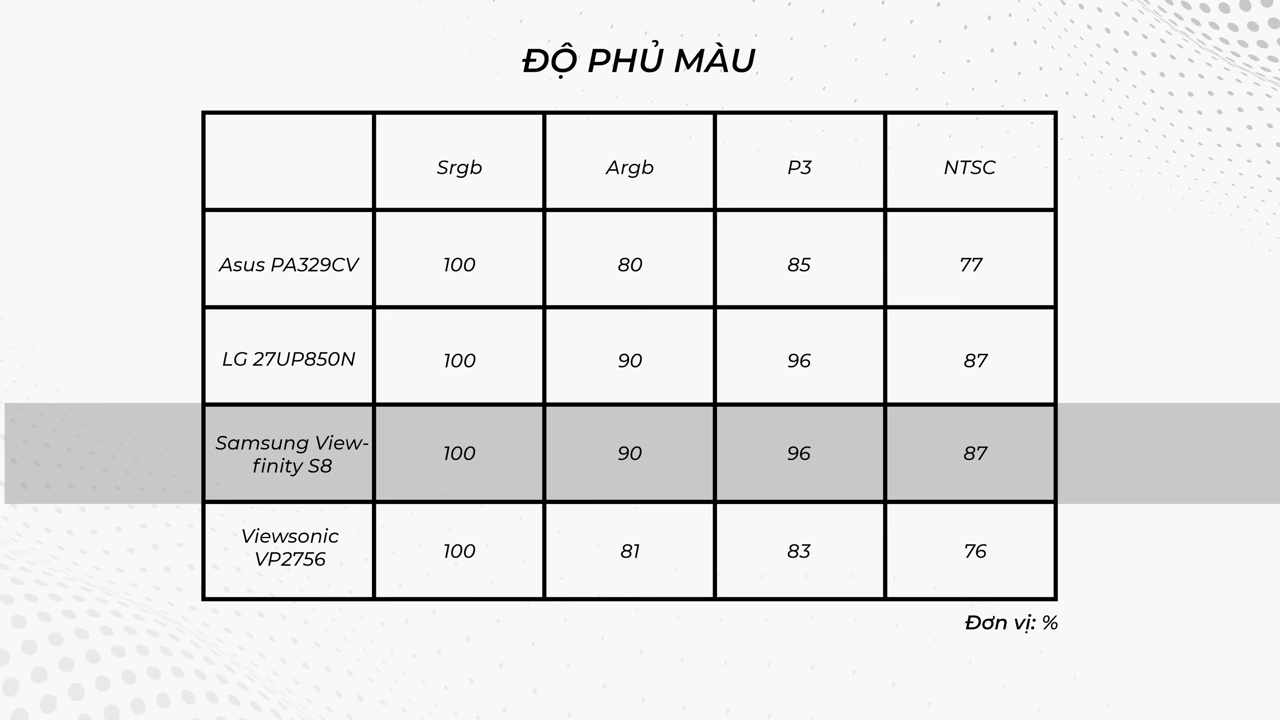 ĐỘ PHỦ MÀU
Srgb Argb P3 NTSC
Asus PA329CV 100 80 85 77
LG 27UP850N 100 90 96 87
Samsung View-
finity S8 100 90 96 87
Viewsonic
VP2756 100 81 83 76
Đơn vị: %